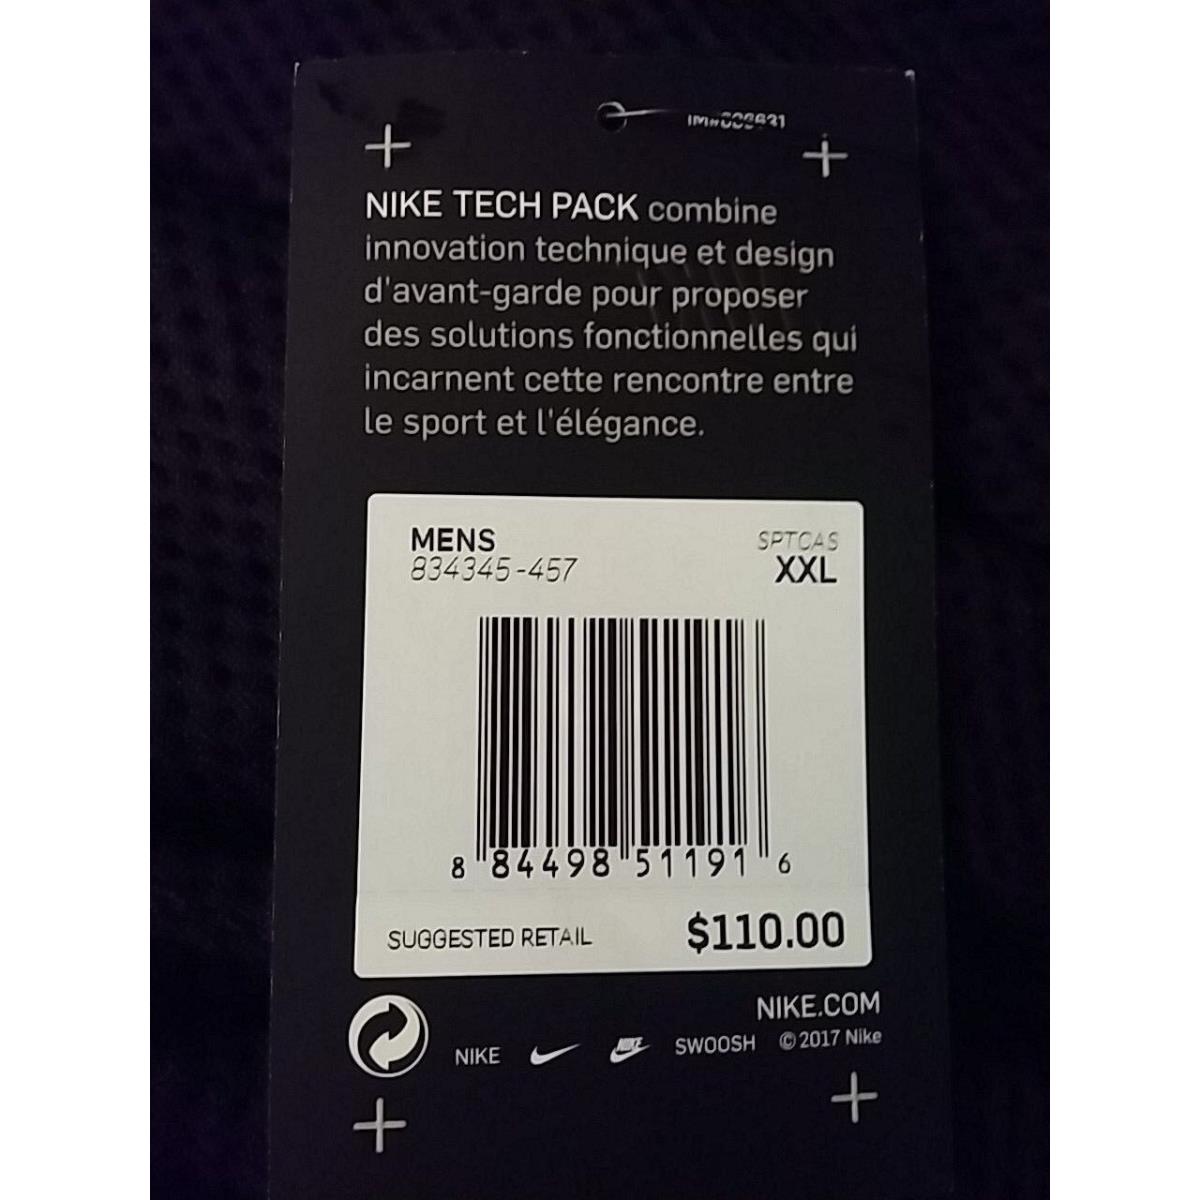 NIKE TECH PACK combine
innovation technique et design
d'avant-garde pour proposer
des solutions fonctionnelles qui
incarnent cette rencontre entre
le sport et l'élégance.
MENS
834345-457
SPTCAS
XXL
8 84498 51191 6
SUGGESTED RETAIL $110.00
NIKE.COM
NIKE NIKE SWOOSH ©2017 Nike